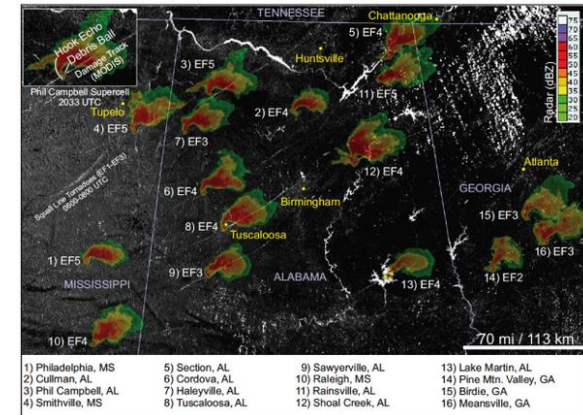 TENNESSEE
Chattanooga
5) EF4
Hook Echo
Debris Ball
Damage Track
(MODIS)
Huntsville
3) EF5
11) EF5
Phil Campbell Supercell
2033 UTC
Tupelo
4) EF5
7) EF3
2) EF4
12) EF4
Radar (dBZ)
75
70
65
60
55
50
45
40
35
30
25
20
Squall Line Tornadoes (EF1-EF3)
0600-0800 UTC
Atlanta
GEORGIA
6) EF4
Birmingham
8) EF4
Tuscaloosa
15) EF3
16) EF3
1) EF5
9) EF3
MISSISSIPPI
ALABAMA
13) EF4
14) EF2
10) EF4
70 mi / 113 km
1) Philadelphia, MS 5) Section, AL 9) Sawyerville, AL 13) Lake Martin, AL
2) Cullman, AL 6) Cordova, AL 10) Raleigh, MS 14) Pine Mtn. Valley, GA
3) Phil Campbell, AL 7) Haleyville, AL 11) Rainsville, AL 15) Birdie, GA
4) Smithville, MS 8) Tuscaloosa, AL 12) Shoal Creek, AL 16) Meansville, GA